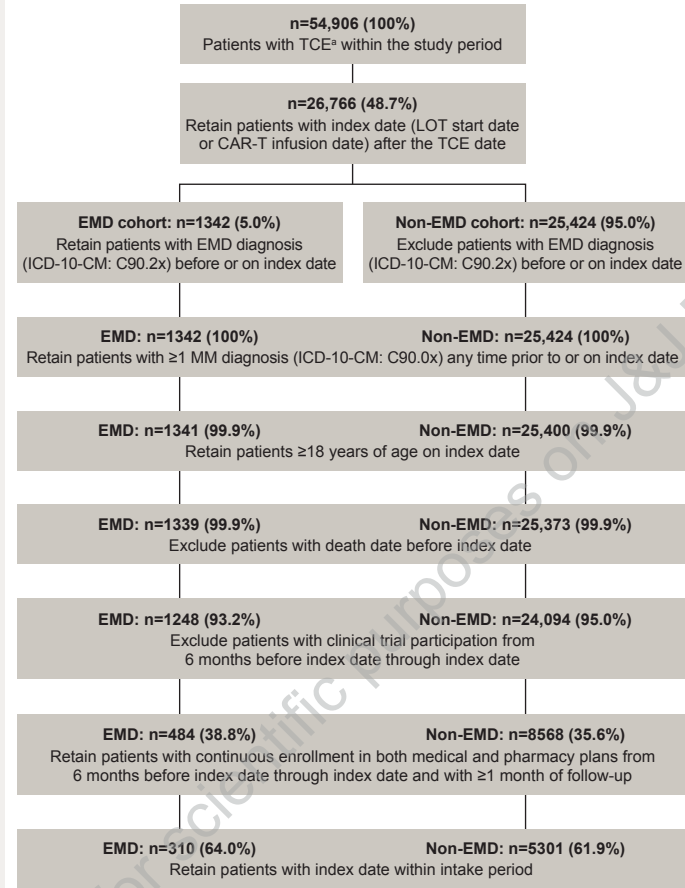 n=54,906 (100%)
Patients with TCEa within the study period
n=26,766 (48.7%)
Retain patients with index date (LOT start date
or CAR-T infusion date) after the TCE date
EMD cohort: n=1342 (5.0%)
Retain patients with EMD diagnosis
(ICD-10-CM: C90.2x) before or on index date
Non-EMD cohort: n=25,424 (95.0%)
Exclude patients with EMD diagnosis
(ICD-10-CM: C90.2x) before or on index date
EMD: n=1342 (100%) Non-EMD: n=25,424 (100%)
Retain patients with ≥1 MM diagnosis (ICD-10-CM: C90.0x) any time prior to or on index date
EMD: n=1341 (99.9%) Non-EMD: n=25,400 (99.9%)
Retain patients ≥18 years of age on index date
EMD: n=1339 (99.9%) Non-EMD: n=25,373 (99.9%)
Exclude patients with death date before index date
EMD: n=1248 (93.2%) Non-EMD: n=24,094 (95.0%)
Exclude patients with clinical trial participation from
6 months before index date through index date
EMD: n=484 (38.8%) Non-EMD: n=8568 (35.6%)
Retain patients with continuous enrollment in both medical and pharmacy plans from
6 months before index date through index date and with ≥1 month of follow-up
EMD: n=310 (64.0%) Non-EMD: n=5301 (61.9%)
Retain patients with index date within intake period
for scientific purposes on J&J